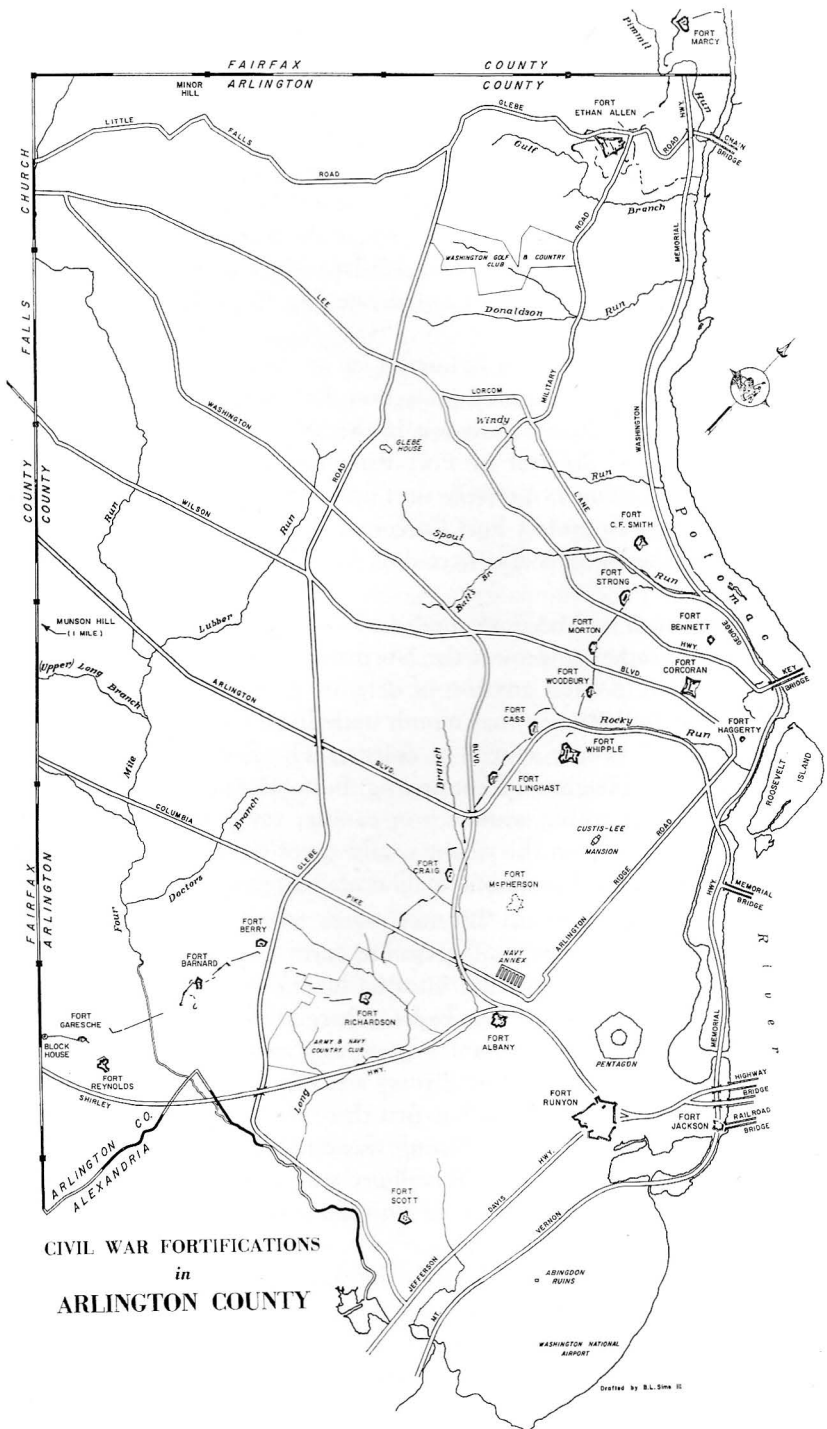 Piminit
Run
FORT
MARCY
FAIRFAX COUNTY
ARLINGTON COUNTY
MINOR
HILL
LITTLE FALLS ROAD
GLEBE ROAD
FORT
ETHAN ALLEN
HWY.
CHAIN
BRIDGE
Gulf Branch
CHURCH
FALLS
MILITARY ROAD
MEMORIAL
WASHINGTON GOLF & COUNTRY
CLUB
Donaldson Run
LEE
LORCOM
LANE
Windy Run
WASHINGTON
WASHINGTON
GLEBE
HOUSE
ROAD
COUNTY
COUNTY
WILSON
Run
Run
Lubber
Spout Run
Balls Br.
FORT
C.F. SMITH
FORT
STRONG
Potomac
MUNSON HILL
(1 MILE)
FORT
MORTON
FORT
BENNETT
GEORGE
HWY
(Upper) Long
Branch
FORT
WOODBURY
BLVD
FORT
CORCORAN
KEY
BRIDGE
ARLINGTON
FORT
CASS
Rocky Run
FORT
HAGGERTY
FORT
WHIPPLE
BLVD.
BLVD
Branch
FORT
TILLINGHAST
ROOSEVELT
ISLAND
Mile
COLUMBIA
CUSTIS-LEE
MANSION
Doctors Branch
GLEBE
PIKE
FORT
CRAIG
FORT
McPHERSON
ARLINGTON RIDGE ROAD
HWY.
MEMORIAL
BRIDGE
FAIRFAX
ARLINGTON
Four
FORT
BERRY
FORT
BARNARD
NAVY
ANNEX
River
FORT
GARESCHE
FORT
RICHARDSON
BLOCK
HOUSE
FORT
ALBANY
PENTAGON
MEMORIAL
ARMY & NAVY
COUNTRY CLUB
FORT
REYNOLDS
SHIRLEY HWY.
Long
HIGHWAY
BRIDGE
FORT
RUNYON
FORT
JACKSON
RAILROAD
BRIDGE
ARLINGTON CO.
ALEXANDRIA
FORT
SCOTT
JEFFERSON DAVIS HWY.
MT. VERNON
CIVIL WAR FORTIFICATIONS
in
ARLINGTON COUNTY
ABINGDON
RUINS
WASHINGTON NATIONAL
AIRPORT
Drafted by B.L. Sims III